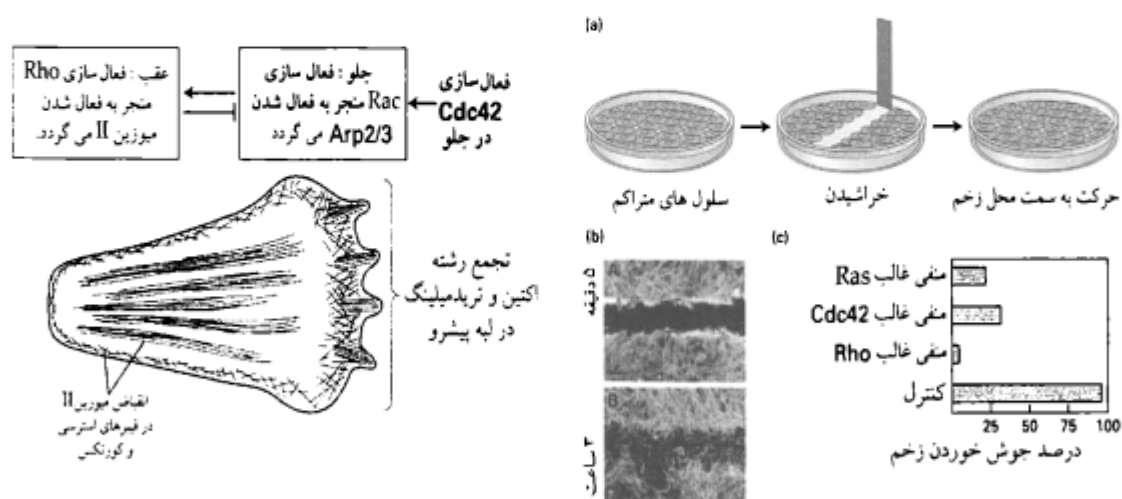 عقب : فعال سازی Rho
منجر به فعال شدن
میوزین II می گردد.
جلو : فعال سازی
Rac منجر به فعال شدن
Arp2/3 می گردد
فعال سازی
Cdc42
در جلو
تجمع رشته
اکتین و تریدمیلینگ
در لبه پیشرو
انقباض میوزین II
در فیبرهای استرسی
و کورتکس
(a)
سلول های متراکم
خراشیدن
حرکت به سمت محل زخم
(b)
۵ دقیقه
A
۳ ساعت
B
(c)
منفی غالب Ras
منفی غالب Cdc42
منفی غالب Rho
کنترل
25 50 75 100
درصد جوش خوردن زخم